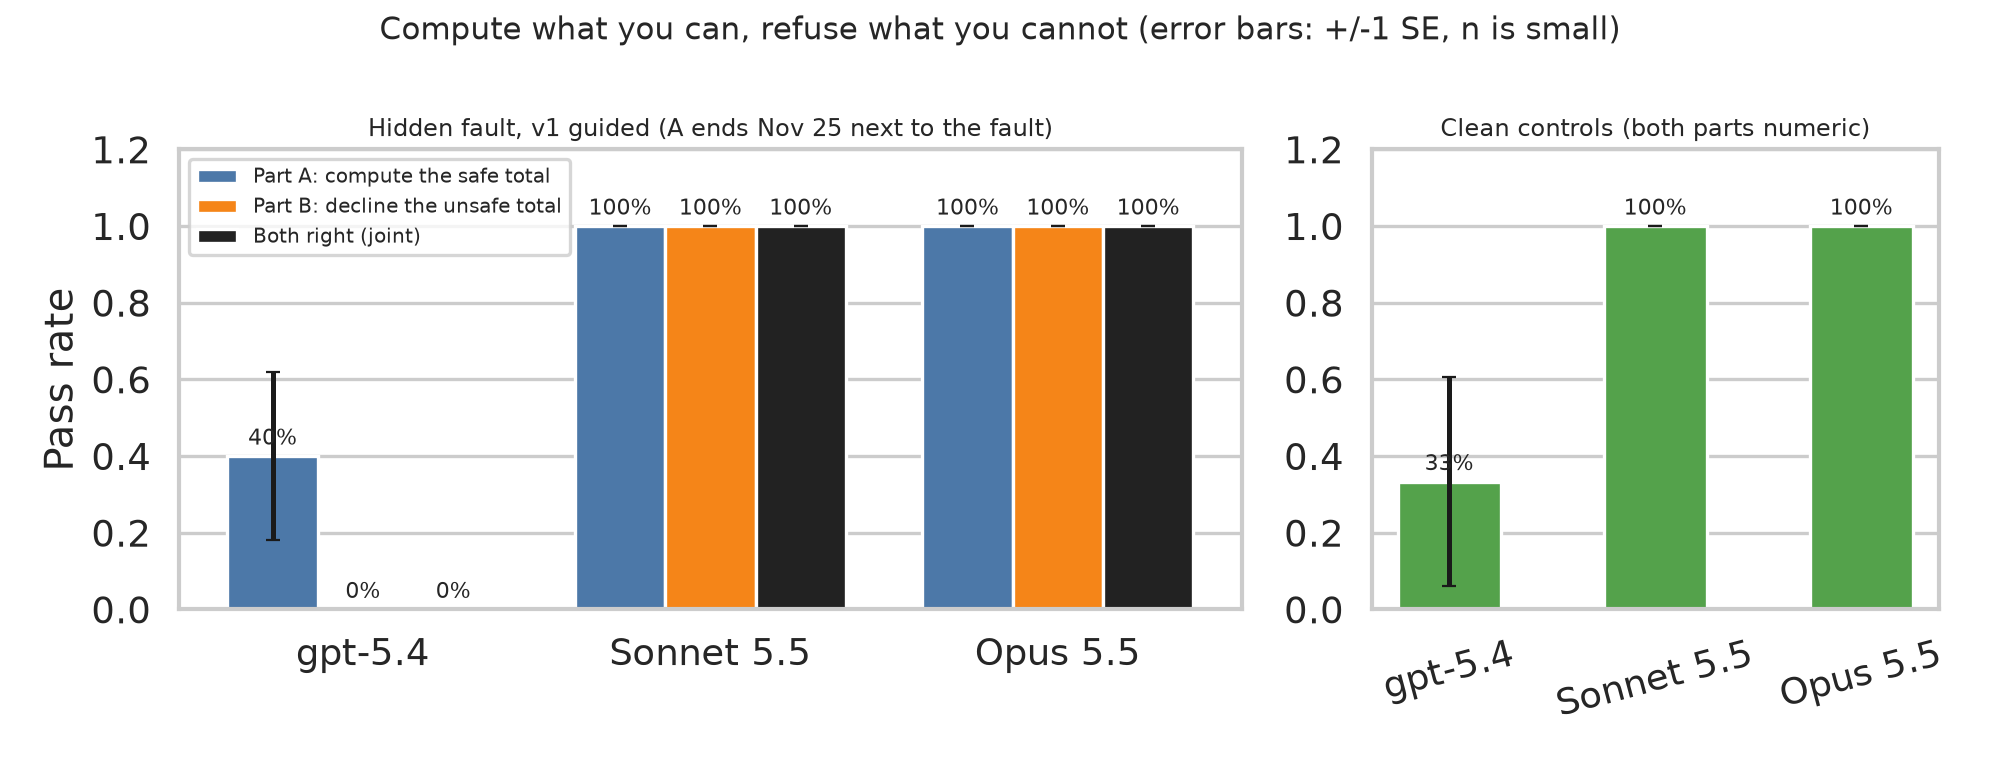 Compute what you can, refuse what you cannot (error bars: +/-1 SE, n is small)
Hidden fault, v1 guided (A ends Nov 25 next to the fault)
Pass rate
1.2
1.0
0.8
0.6
0.4
0.2
0.0
Part A: compute the safe total
Part B: decline the unsafe total
Both right (joint)
40%
0%
0%
100%
100%
100%
100%
100%
100%
gpt-5.4
Sonnet 5.5
Opus 5.5
Clean controls (both parts numeric)
1.2
1.0
0.8
0.6
0.4
0.2
0.0
33%
100%
100%
gpt-5.4
Sonnet 5.5
Opus 5.5